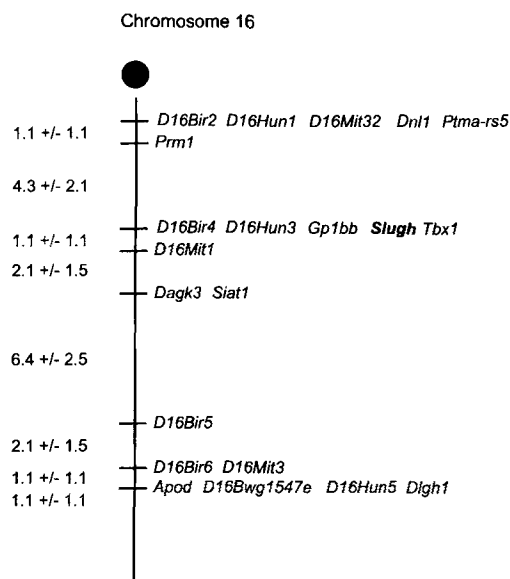 Chromosome 16
D16Bir2 D16Hun1 D16Mit32 Dnl1 Ptma-rs5
1.1 +/- 1.1
Prm1
4.3 +/- 2.1
D16Bir4 D16Hun3 Gp1bb Slugh Tbx1
1.1 +/- 1.1
D16Mit1
2.1 +/- 1.5
Dagk3 Siat1
6.4 +/- 2.5
D16Bir5
2.1 +/- 1.5
D16Bir6 D16Mit3
1.1 +/- 1.1
Apod D16Bwg1547e D16Hun5 Dlgh1
1.1 +/- 1.1